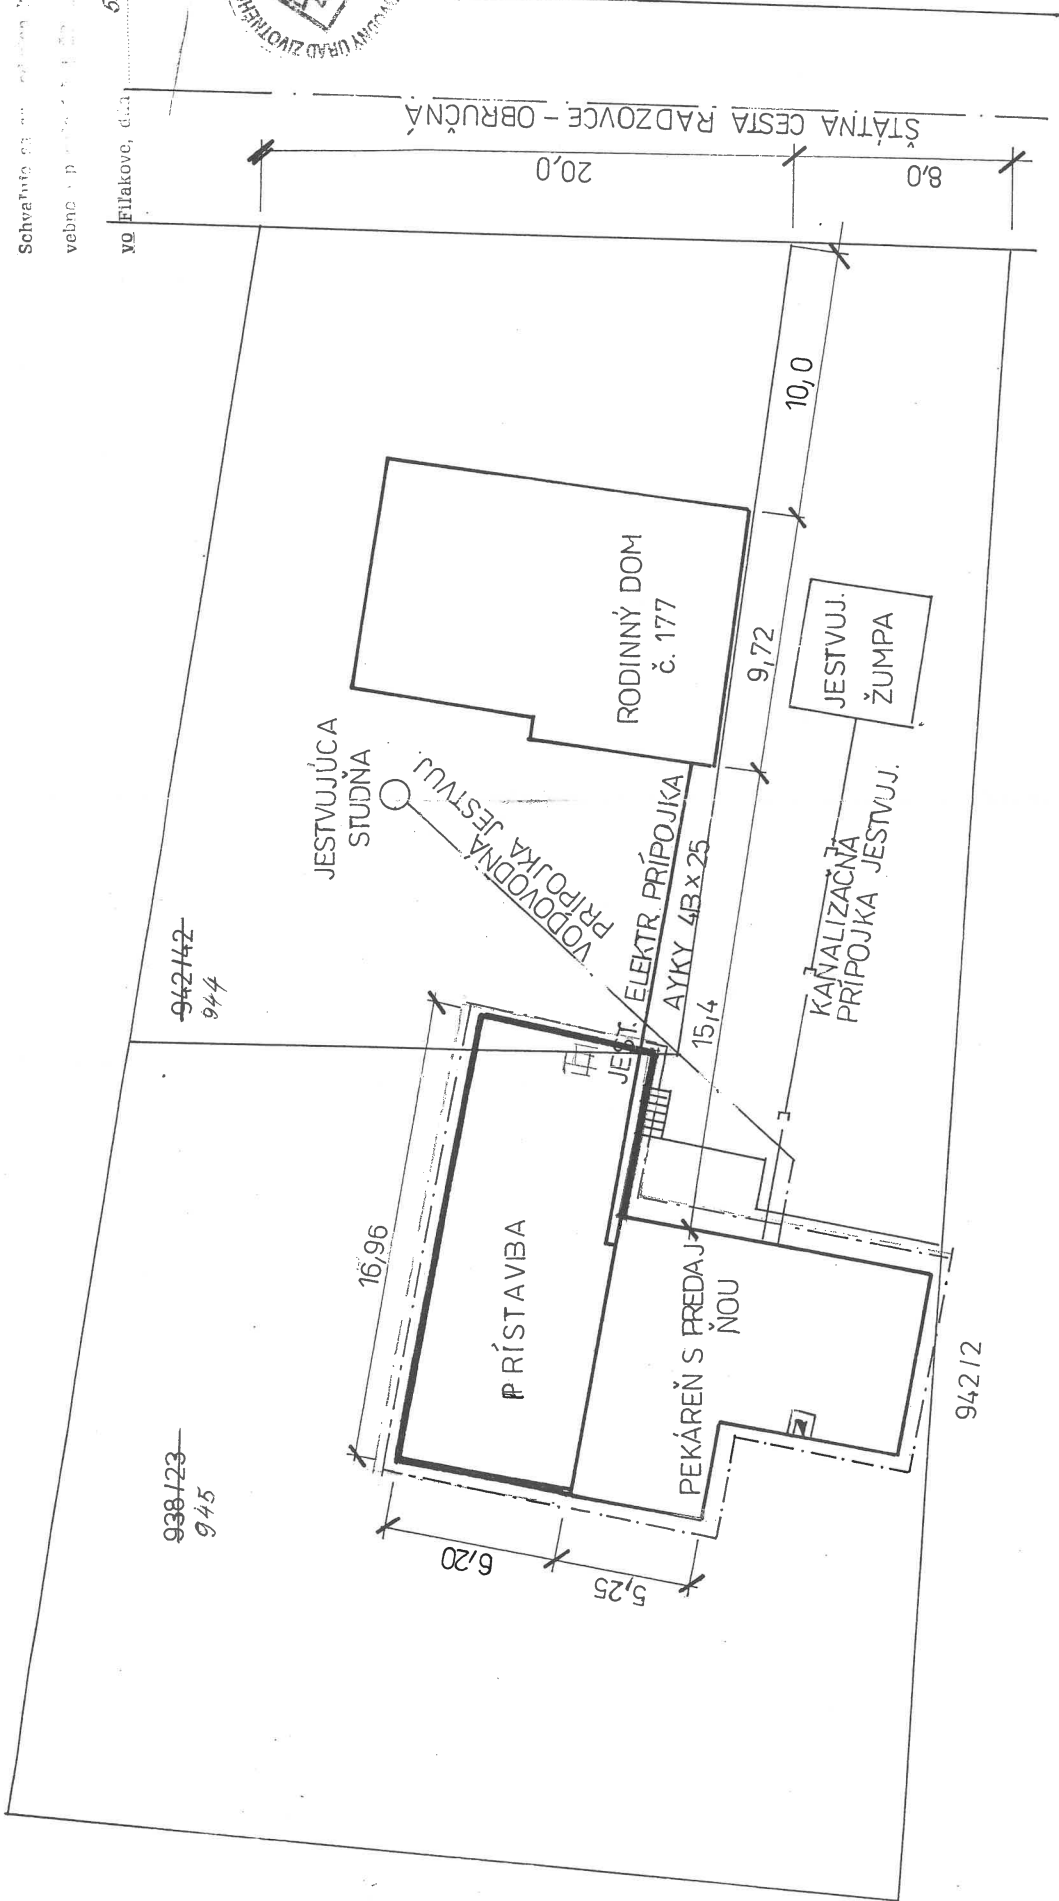 yo Fiľakove,
ŠTÁTNA CESTA RADZOVCE - OBRUČNÁ
20,0
8,0
10,0
RODINNÝ DOM
č. 177
9,72
JESTVUJ.
ŽUMPA
JESTVUJÚCA
STUDŇA
VODOVODNÁ
PRÍPOJKA JESTVUJ.
JEST. ELEKTR. PRÍPOJKA
AYKY 4B×25
15,4
KANALIZAČNÁ
PRÍPOJKA JESTVUJ.
942/42
944
16,96
PRÍSTAVBA
PEKÁREŇ S PREDAJ
ŇOU
942/2
938/23
945
6,20
5,25